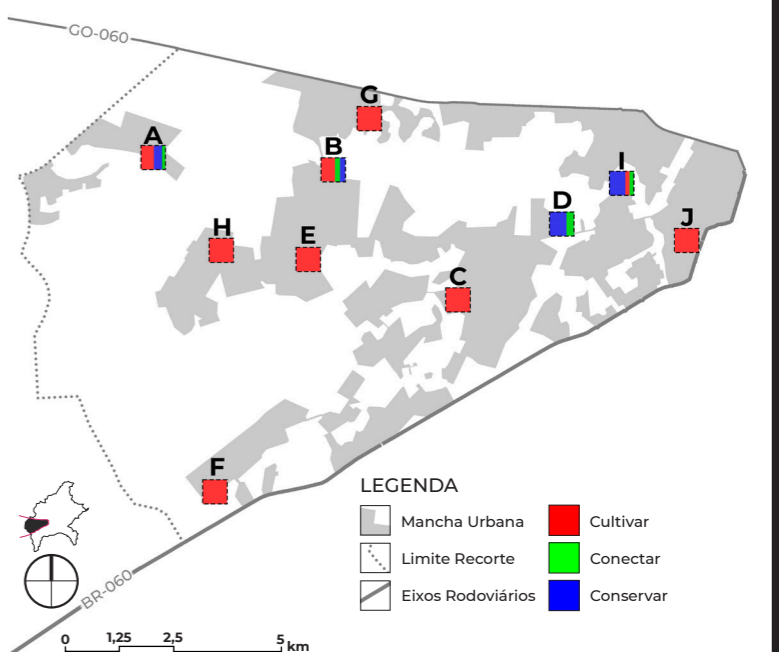 GO-060
G
A
B
I
D
J
H
E
C
F
LEGENDA
Mancha Urbana
Cultivar
Limite Recorte
Conectar
Eixos Rodoviários
Conservar
BR-060
0 1,25 2,5 5 km